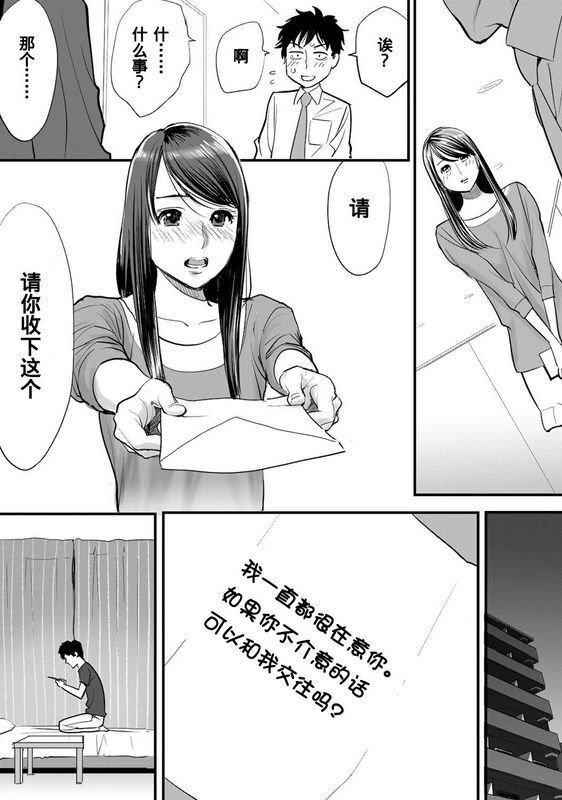 诶？
啊
什……
什么事？
那个……
请
请你收下这个
我一直都很在意你。
如果你不介意的话
可以和我交往吗？